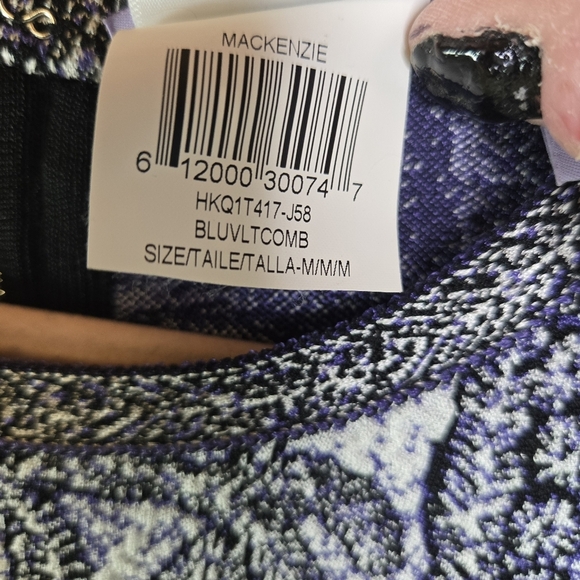 MACKENZIE
6 12000 30074 7
HKQ1T417-J58
BLUVLTCOMB
SIZE/TAILE/TALLA-M/M/M